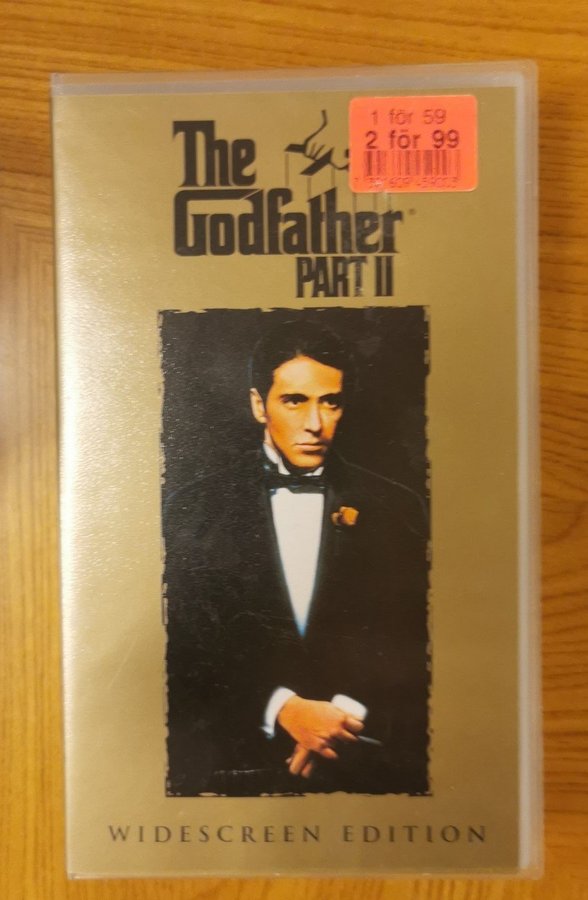 The
Godfather®
PART II
1 för 59
2 för 99
WIDESCREEN EDITION